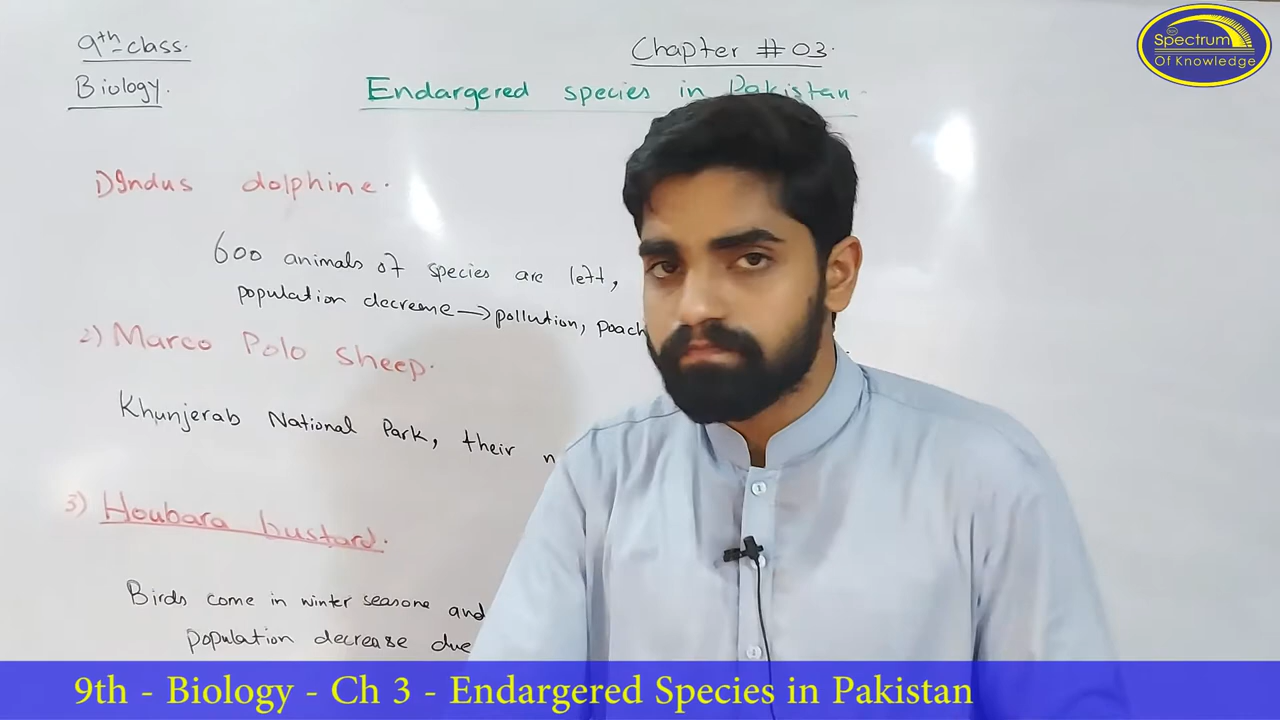 9th-class.
Biology.
Chapter # 03.
Endargered species in Pakistan
1) Indus dolphine.
600 animals of species are left,
population decreme → pollution, poach
2) Marco Polo Sheep.
Khunjerab National Park, their n
3) Houbara bustard.
Birds come in winter seasone and
population decrease due
Spectrum
Of Knowledge
9th - Biology - Ch 3 - Endargered Species in Pakistan